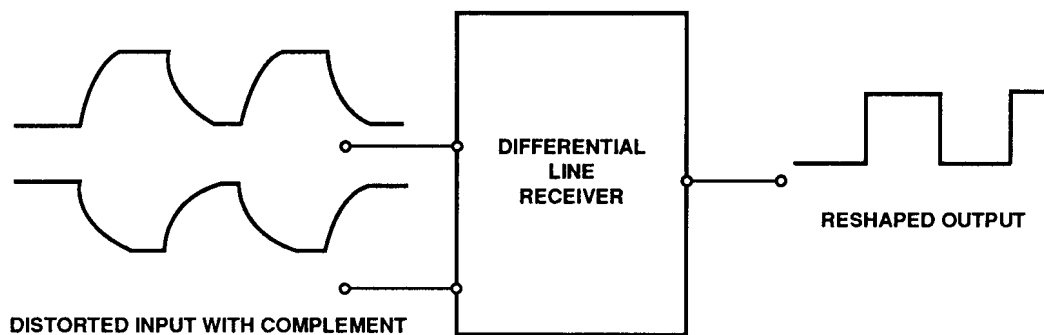 DIFFERENTIAL
LINE
RECEIVER
RESHAPED OUTPUT
DISTORTED INPUT WITH COMPLEMENT